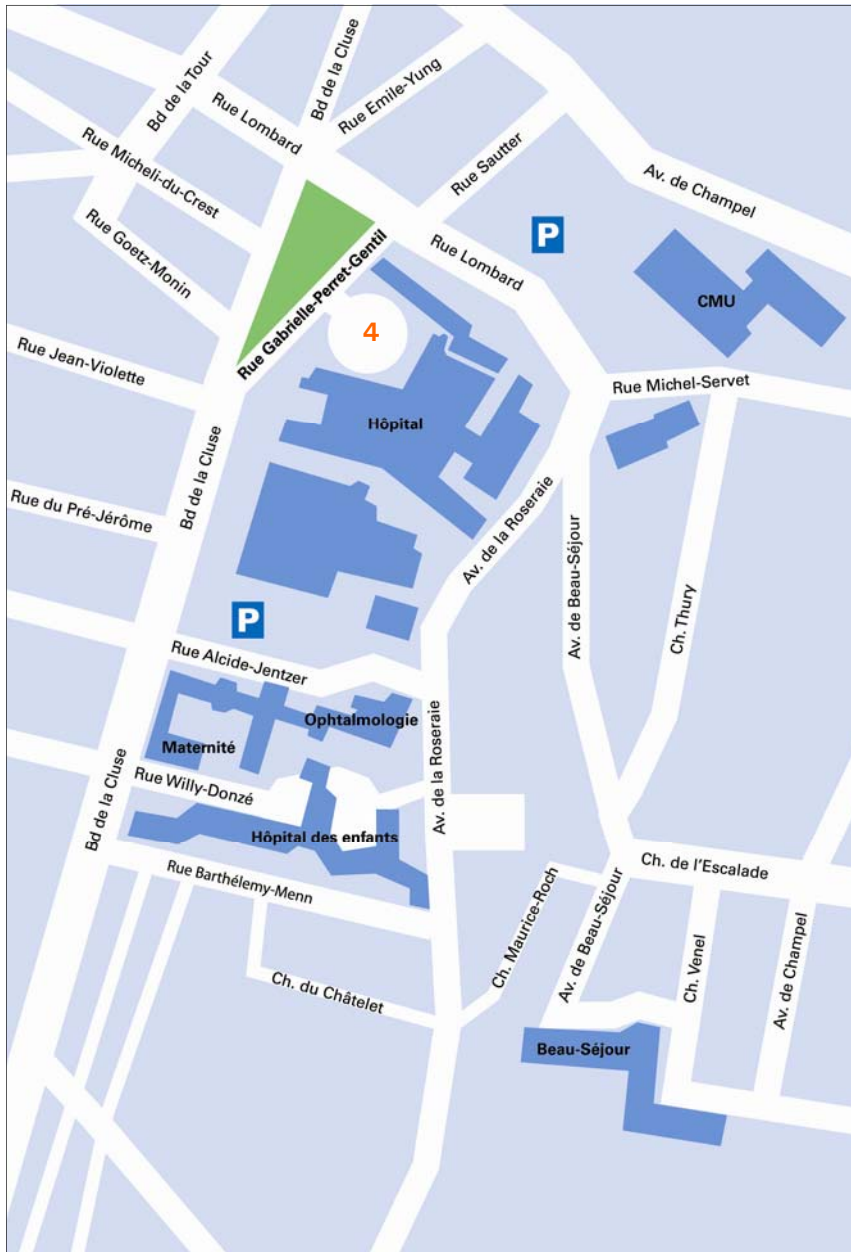 Bd de la Tour
Bd de la Cluse
Rue Lombard
Rue Emile-Yung
Rue Micheli-du-Crest
Rue Sautter
Av. de Champel
Rue Goetz-Monin
P
Rue Lombard
CMU
Rue Gabrielle-Perret-Gentil
4
Rue Jean-Violette
Rue Michel-Servet
Hôpital
Bd de la Cluse
Rue du Pré-Jérôme
Av. de la Roseraie
Av. de Beau-Séjour
Ch. Thury
P
Rue Alcide-Jentzer
Ophtalmologie
Maternité
Av. de la Roseraie
Rue Willy-Donzé
Bd de la Cluse
Hôpital des enfants
Rue Barthélemy-Menn
Ch. de l'Escalade
Ch. Maurice-Roch
Av. de Beau-Séjour
Ch. Venel
Av. de Champel
Ch. du Châtelet
Beau-Séjour